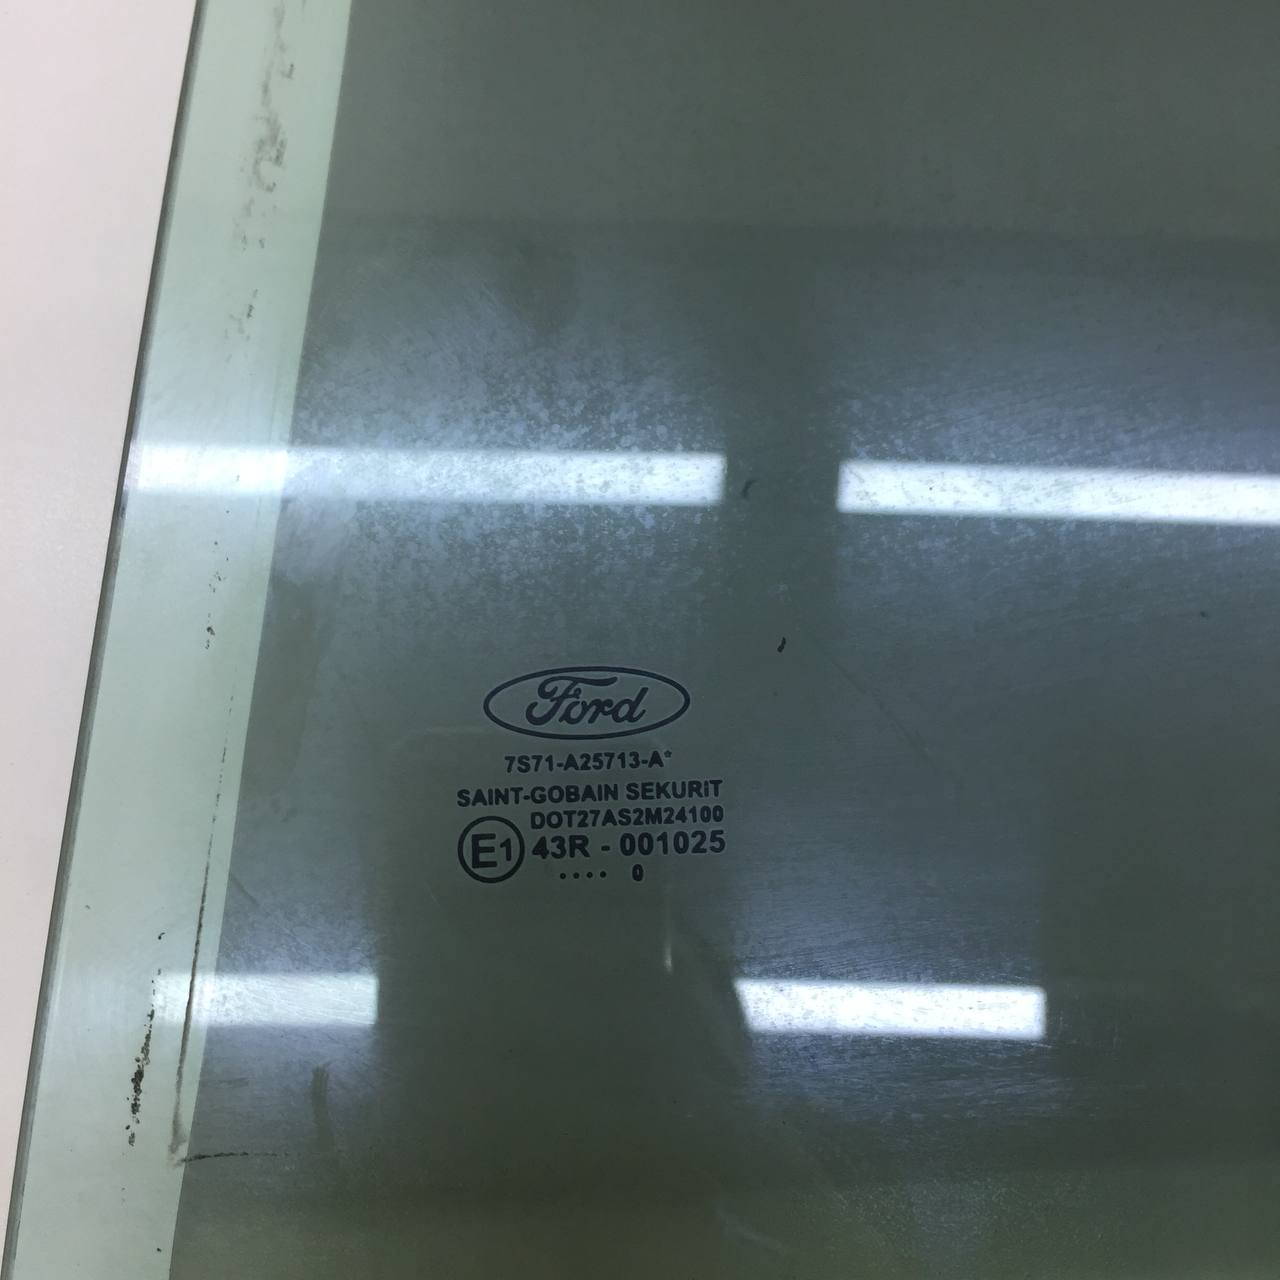 Ford
7S71-A25713-A*
SAINT-GOBAIN SEKURIT
DOT27AS2M24100
E1 43R - 001025
.... 0